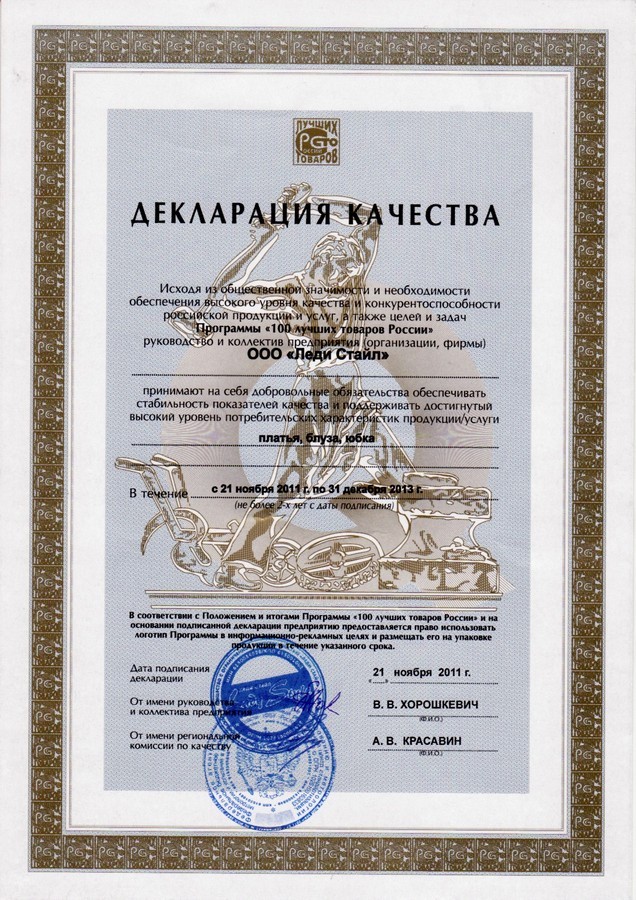 ЛУЧШИХ
РСТО
РОССИИ
ТОВАРОВ
ДЕКЛАРАЦИЯ КАЧЕСТВА
Исходя из общественной значимости и необходимости
обеспечения высокого уровня качества и конкурентоспособности
российской продукции и услуг, а также целей и задач
Программы «100 лучших товаров России»
руководство и коллектив предприятия (организации, фирмы)
ООО «Леди Стайл»
принимают на себя добровольные обязательства обеспечивать
стабильность показателей качества и поддерживать достигнутый
высокий уровень потребительских характеристик продукции/услуги
платья, блуза, юбка
В течение с 21 ноября 2011 г. по 31 декабря 2013 г.
(не более 2-х лет с даты подписания)
В соответствии с Положением и итогами Программы «100 лучших товаров России» и на
основании подписанной декларации предприятию предоставляется право использовать
логотип Программы в информационно-рекламных целях и размещать его на упаковке
продукции в течение указанного срока.
Дата подписания
декларации
«21 ноября 2011 г.
От имени руководства
и коллектива предприятия
В. В. ХОРОШКЕВИЧ
(Ф.И.О.)
От имени региональной
комиссии по качеству
А. В. КРАСАВИН
(Ф.И.О.)